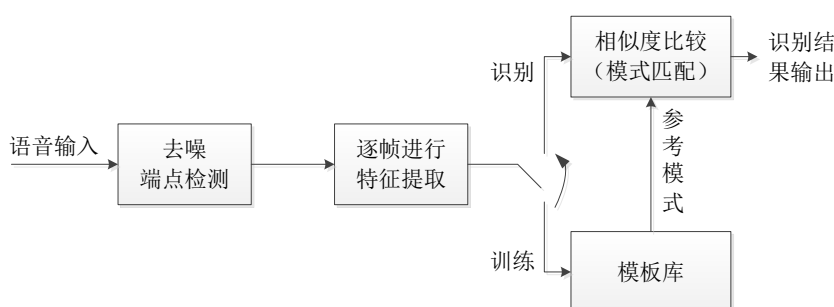 语音输入
去噪
端点检测
逐帧进行
特征提取
识别
相似度比较
（模式匹配）
识别结
果输出
参考模式
训练
模板库